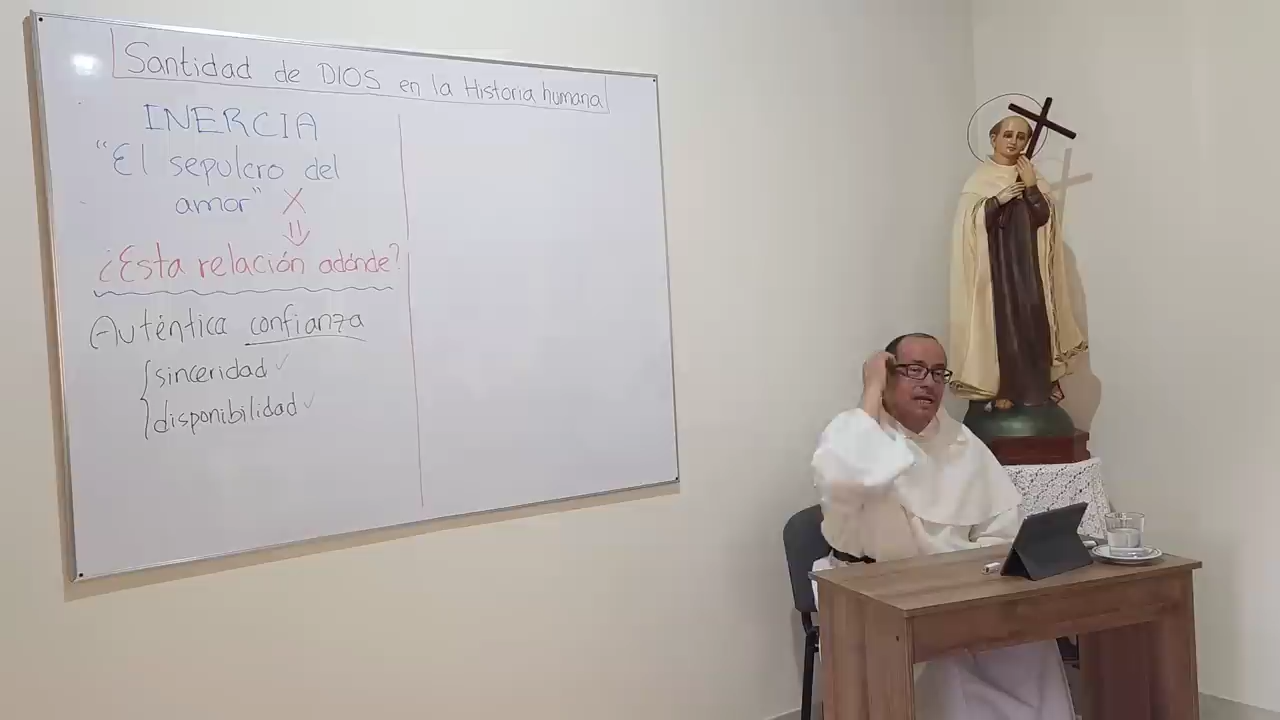 Santidad de DIOS en la Historia humana
INERCIA
"El sepulcro del
amor" X
¿Esta relación adónde?
Auténtica confianza
sinceridad ✓
disponibilidad ✓